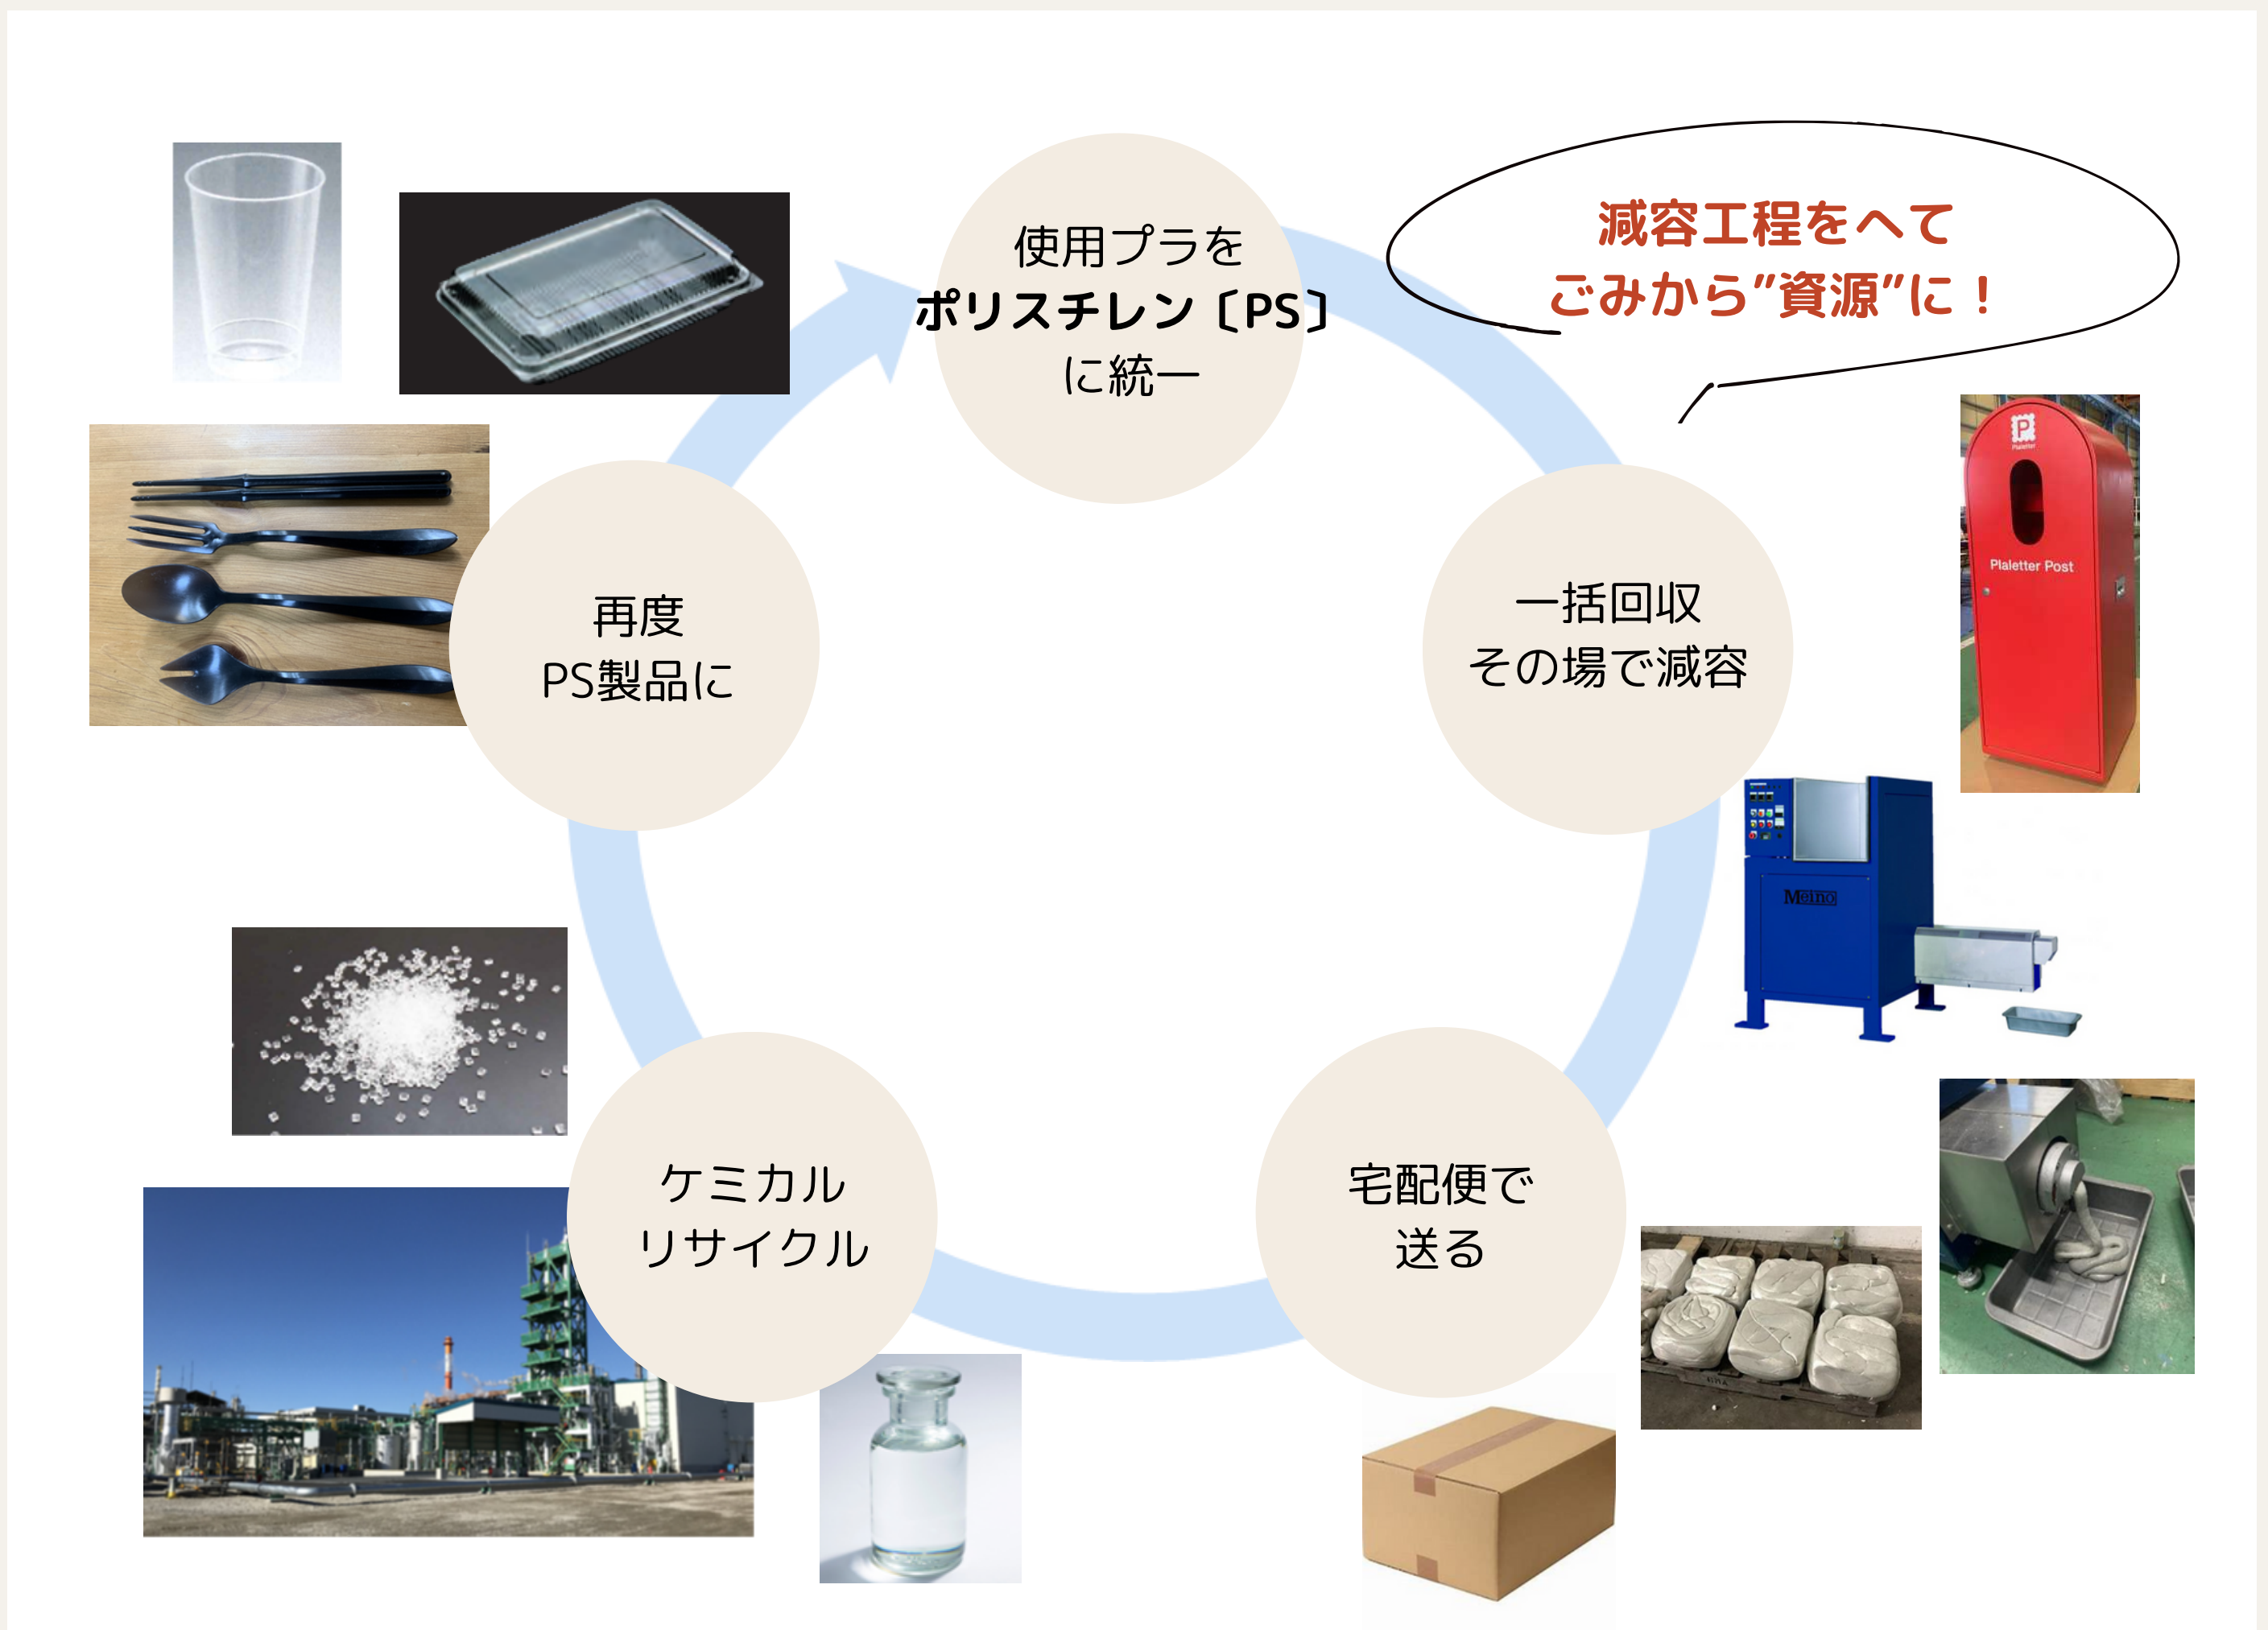 使用プラを
ポリスチレン〔PS〕
に統一
減容工程をへて
ごみから”資源”に！
P
Plaletter
Plaletter Post
一括回収
その場で減容
Meino
宅配便で
送る
ケミカル
リサイクル
再度
PS製品に